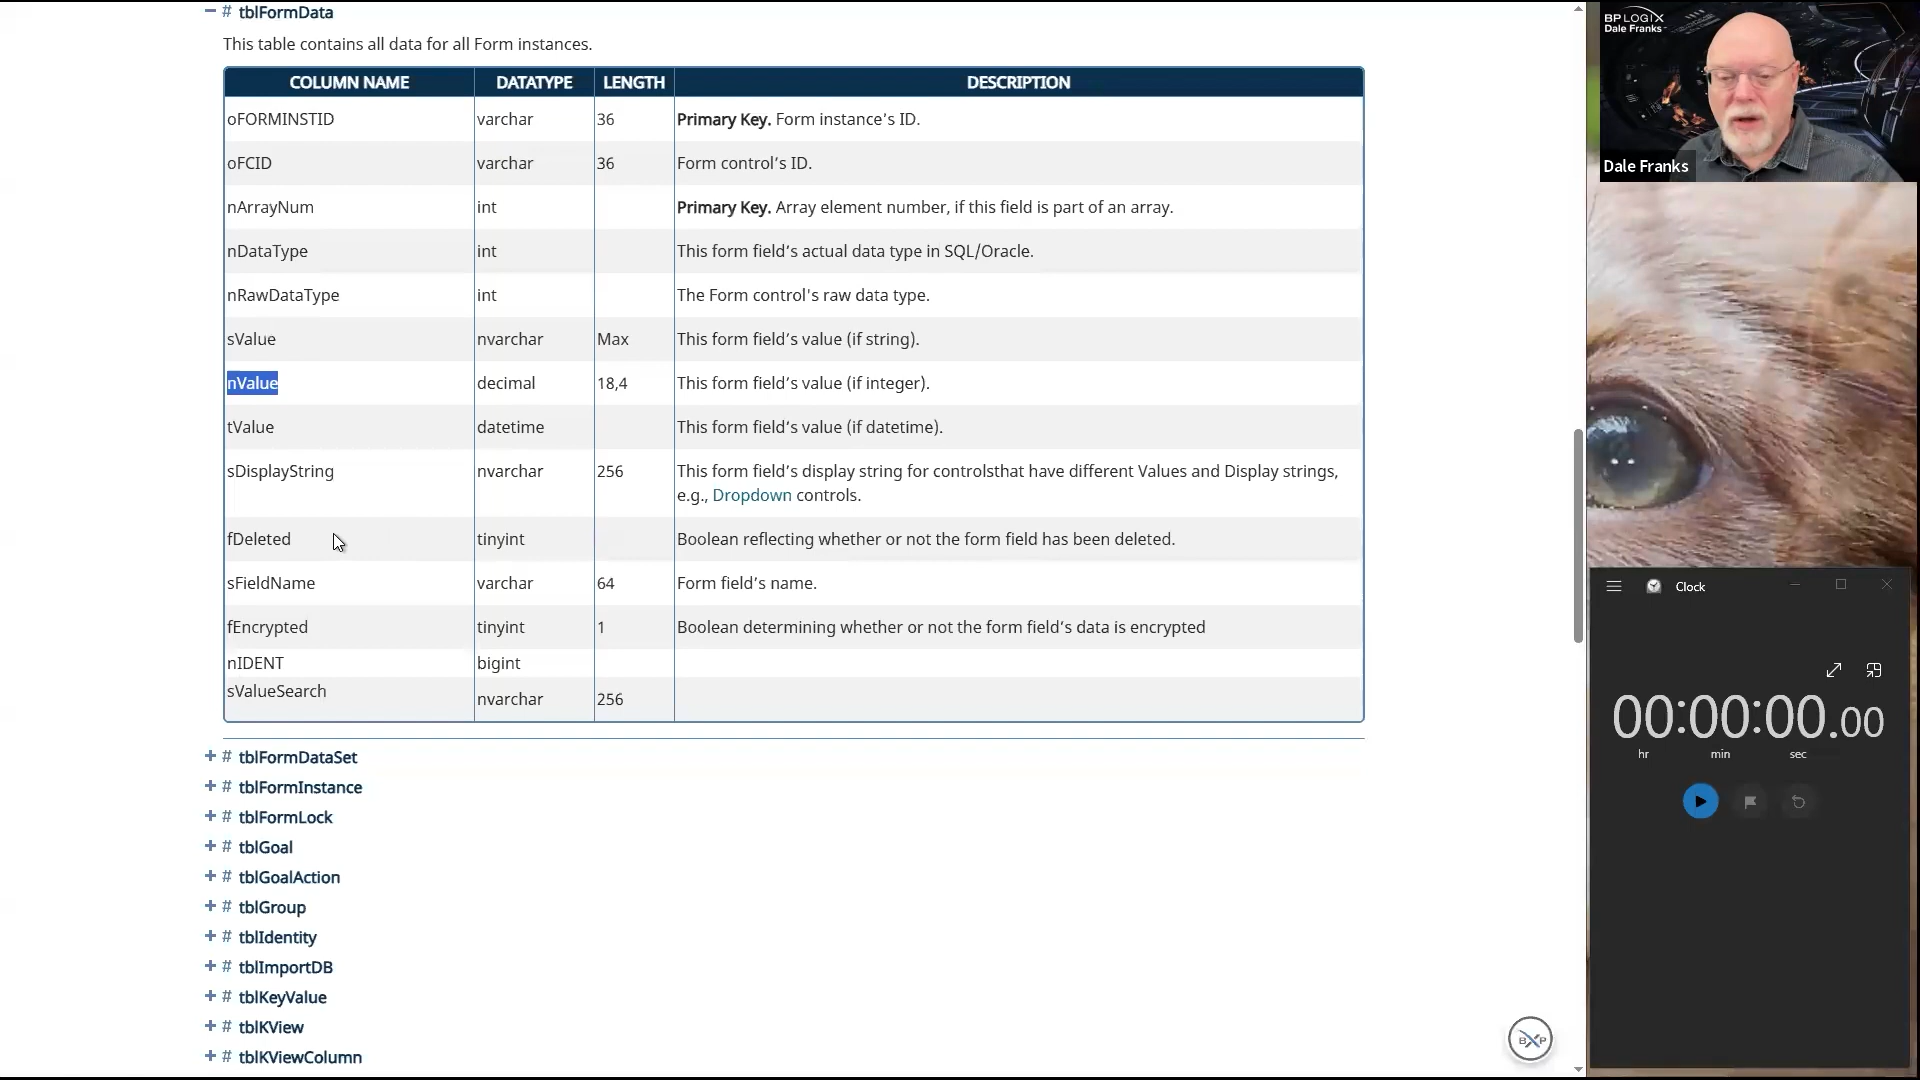 − # tblFormData
This table contains all data for all Form instances.
COLUMN NAME DATATYPE LENGTH DESCRIPTION
oFORMINSTID varchar 36 Primary Key. Form instance's ID.
oFCID varchar 36 Form control's ID.
nArrayNum int Primary Key. Array element number, if this field is part of an array.
nDataType int This form field's actual data type in SQL/Oracle.
nRawDataType int The Form control's raw data type.
sValue nvarchar Max This form field's value (if string).
nValue decimal 18,4 This form field's value (if integer).
tValue datetime This form field's value (if datetime).
sDisplayString nvarchar 256 This form field's display string for controlsthat have different Values and Display strings,
e.g., Dropdown controls.
fDeleted tinyint Boolean reflecting whether or not the form field has been deleted.
sFieldName varchar 64 Form field's name.
fEncrypted tinyint 1 Boolean determining whether or not the form field's data is encrypted
nIDENT bigint
sValueSearch nvarchar 256
+ # tblFormDataSet
+ # tblFormInstance
+ # tblFormLock
+ # tblGoal
+ # tblGoalAction
+ # tblGroup
+ # tblIdentity
+ # tblImportDB
+ # tblKeyValue
+ # tblKView
+ # tblKViewColumn
BXP
BP LOGIX
Dale Franks
Dale Franks
Clock
00:00:00.00
hr min sec